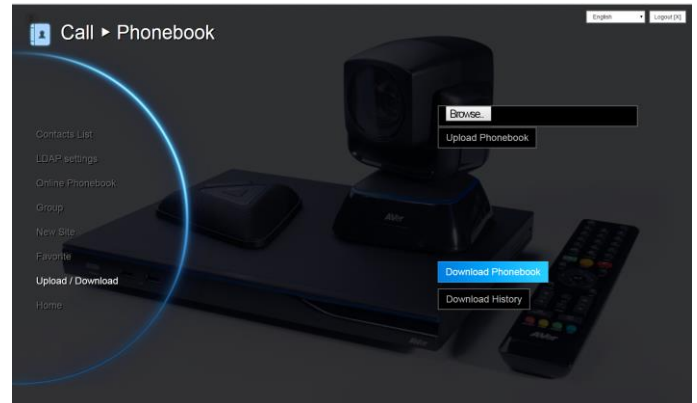 Call ▸ Phonebook
English
Logout [X]
Browse..
Upload Phonebook
Contacts List
LDAP settings
Online Phonebook
Group
New Site
Favorite
Upload / Download
Home
Download Phonebook
Download History
AVer
AVer
AVer